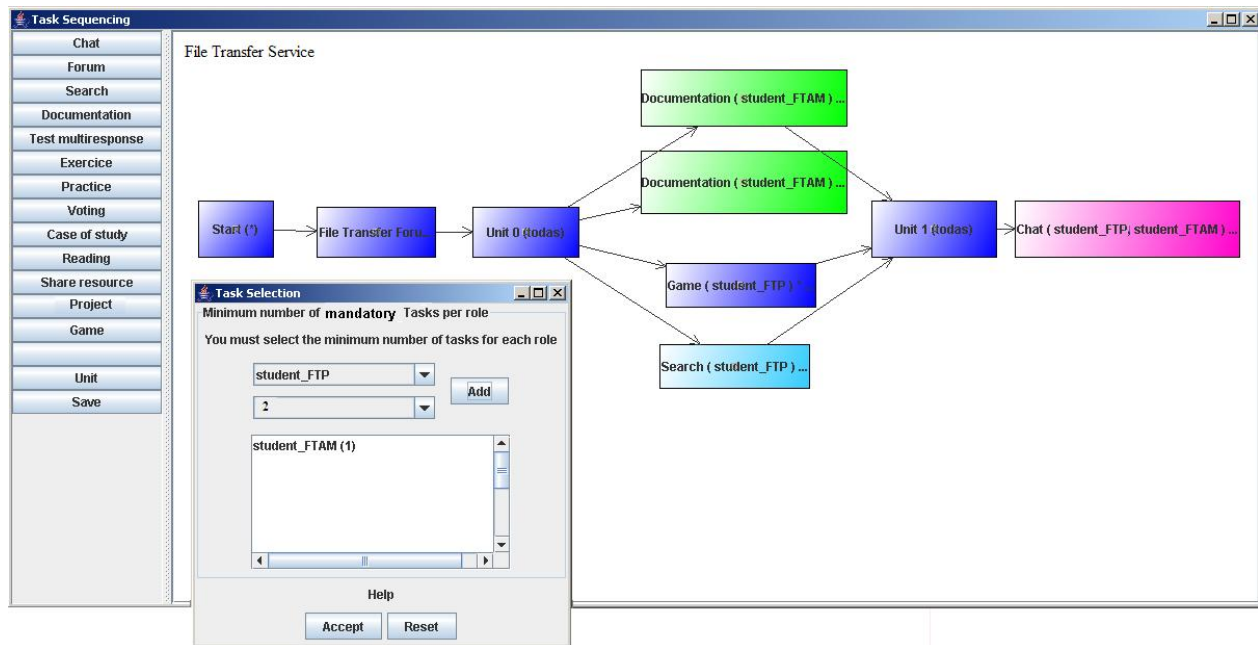 Task Sequencing
Chat
Forum
Search
Documentation
Test multiresponse
Exercice
Practice
Voting
Case of study
Reading
Share resource
Project
Game
Unit
Save
File Transfer Service
Documentation ( student_FTAM ) ...
Documentation ( student_FTAM ) ...
Start (*)
File Transfer Foru...
Unit 0 (todas)
Unit 1 (todas)
Chat ( student_FTP, student_FTAM ) ...
Game ( student_FTP )
Search ( student_FTP ) ...
Task Selection
Minimum number of mandatory Tasks per role
You must select the minimum number of tasks for each role
student_FTP
Add
2
student_FTAM (1)
Help
Accept
Reset